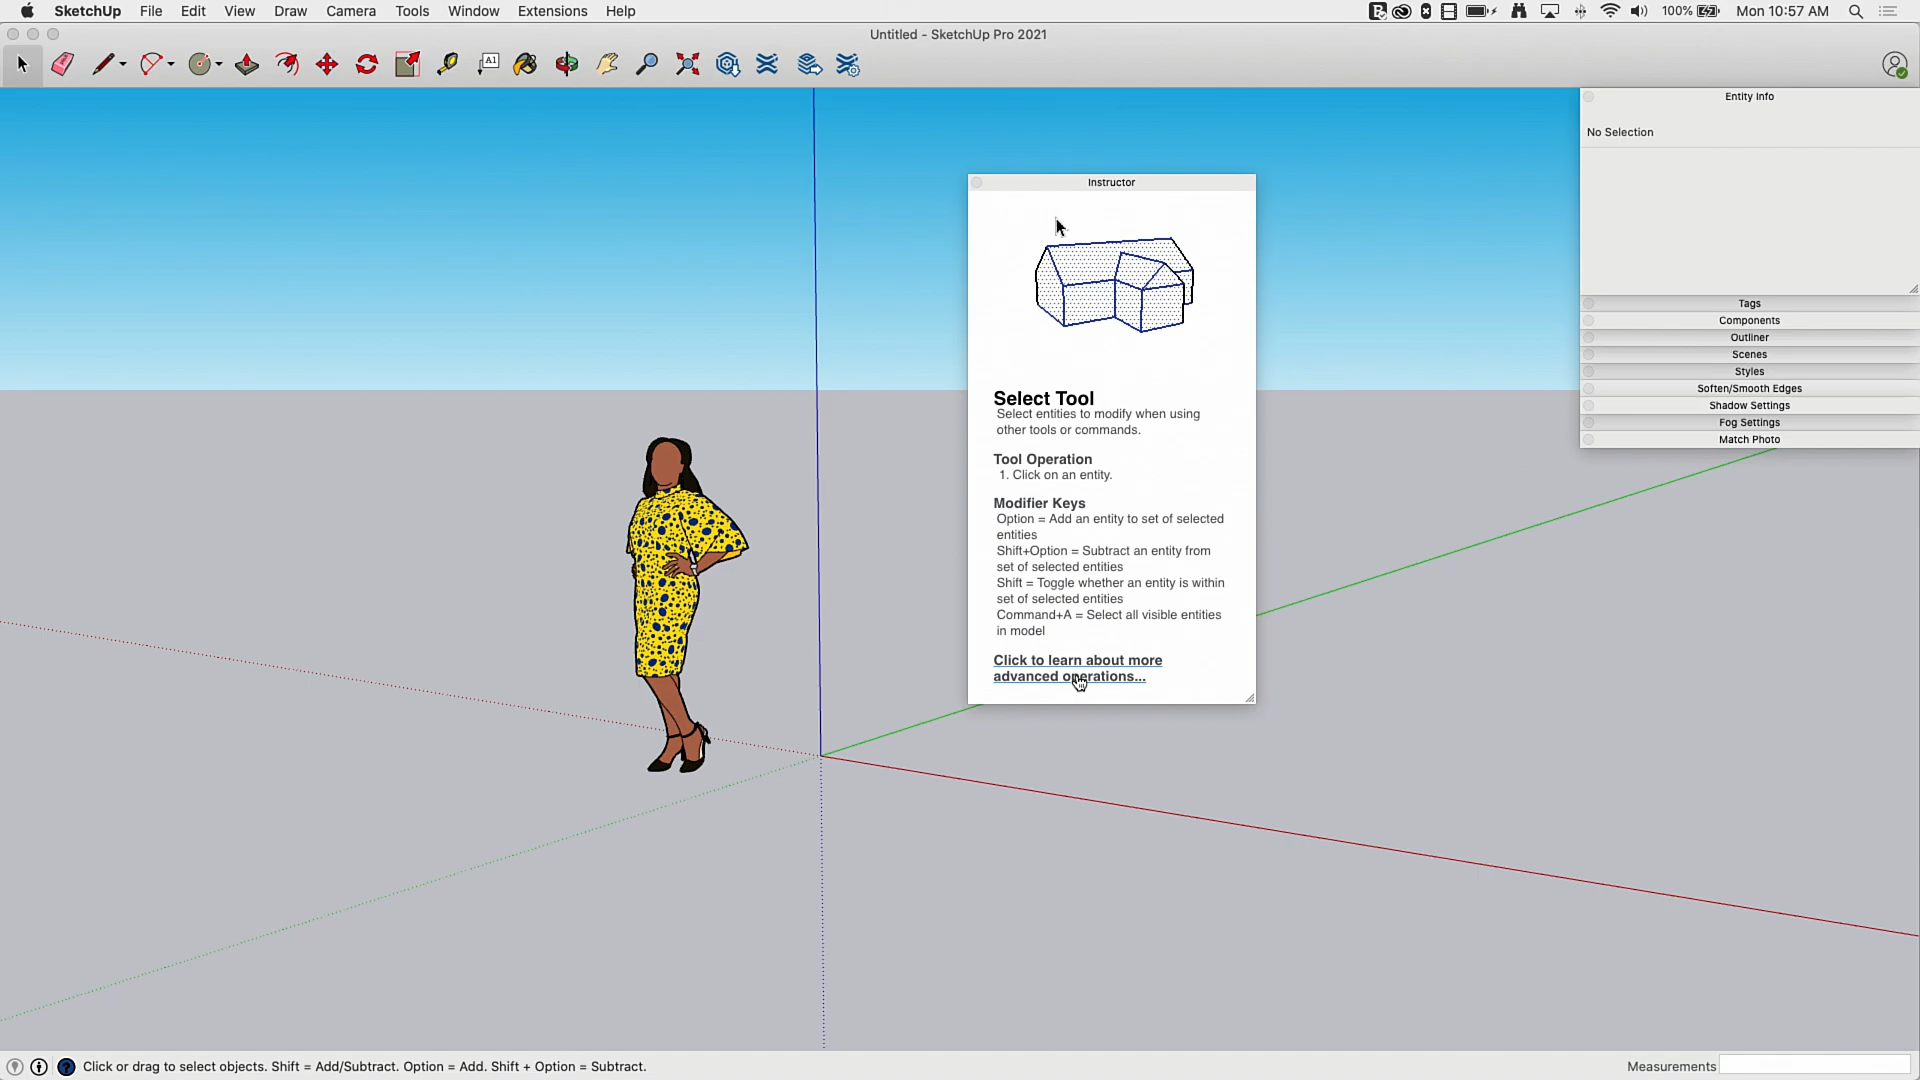 SketchUp File Edit View Draw Camera Tools Window Extensions Help
100% Mon 10:57 AM
Untitled - SketchUp Pro 2021
A1
Entity Info
No Selection
Instructor
Select Tool
Select entities to modify when using
other tools or commands.
Tool Operation
1. Click on an entity.
Modifier Keys
Option = Add an entity to set of selected
entities
Shift+Option = Subtract an entity from
set of selected entities
Shift = Toggle whether an entity is within
set of selected entities
Command+A = Select all visible entities
in model
Click to learn about more
advanced operations...
Tags
Components
Outliner
Scenes
Styles
Soften/Smooth Edges
Shadow Settings
Fog Settings
Match Photo
Click or drag to select objects. Shift = Add/Subtract. Option = Add. Shift + Option = Subtract.
Measurements